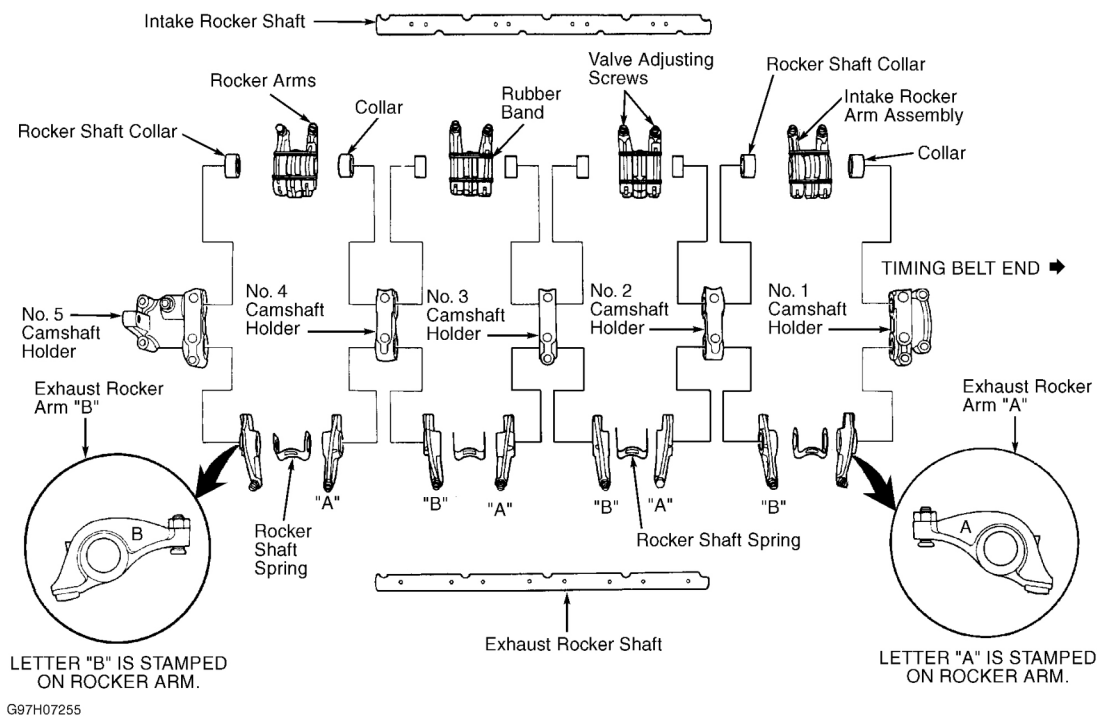 Intake Rocker Shaft
Rocker Arms
Rocker Shaft Collar
Collar
Rubber
Band
Valve Adjusting
Screws
Rocker Shaft Collar
Intake Rocker
Arm Assembly
Collar
TIMING BELT END
No. 5
Camshaft
Holder
No. 4
Camshaft
Holder
No. 3
Camshaft
Holder
No. 2
Camshaft
Holder
No. 1
Camshaft
Holder
Exhaust Rocker
Arm "B"
Exhaust Rocker
Arm "A"
"A"
"B"
"A"
"B"
"A"
"B"
Rocker
Shaft
Spring
Rocker Shaft Spring
B
A
Exhaust Rocker Shaft
LETTER "B" IS STAMPED
ON ROCKER ARM.
LETTER "A" IS STAMPED
ON ROCKER ARM.
G97H07255